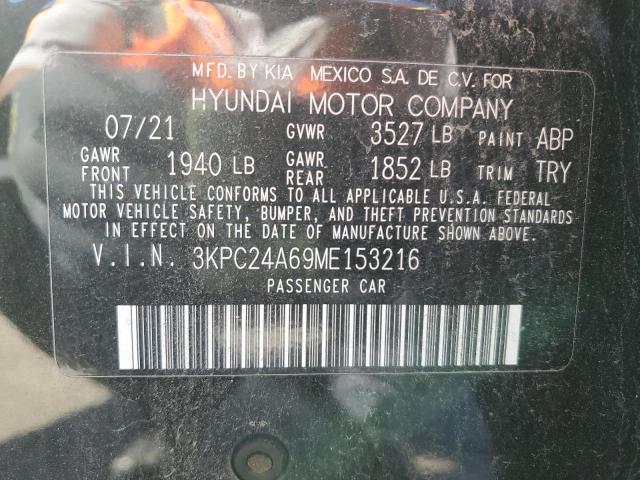 MFD. BY KIA MEXICO S.A. DE C.V. FOR
HYUNDAI MOTOR COMPANY
07/21 GVWR 3527 LB PAINT ABP
GAWR FRONT 1940 LB GAWR REAR 1852 LB TRIM TRY
THIS VEHICLE CONFORMS TO ALL APPLICABLE U.S.A. FEDERAL
MOTOR VEHICLE SAFETY, BUMPER, AND THEFT PREVENTION STANDARDS
IN EFFECT ON THE DATE OF MANUFACTURE SHOWN ABOVE.
V.I.N. 3KPC24A69ME153216
PASSENGER CAR